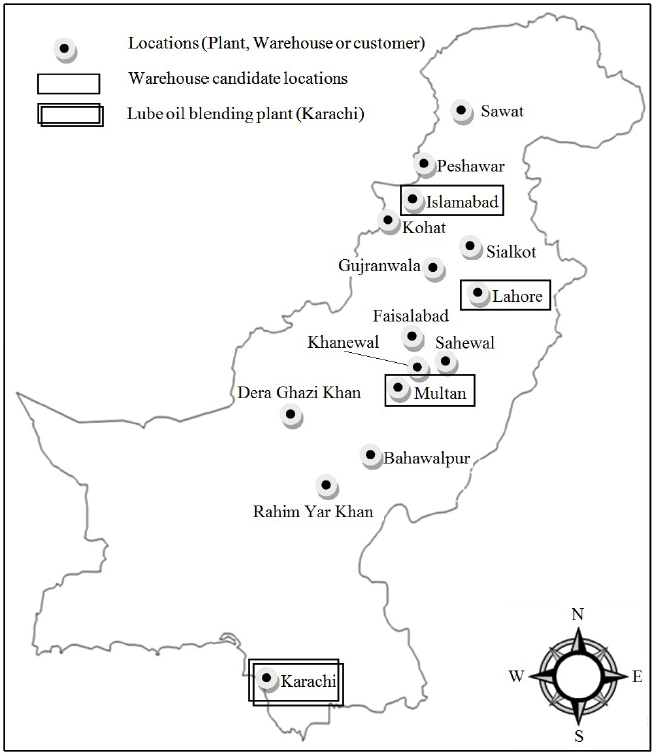 Locations (Plant, Warehouse or customer)
Warehouse candidate locations
Lube oil blending plant (Karachi)
Sawat
Peshawar
Islamabad
Kohat
Sialkot
Gujranwala
Lahore
Faisalabad
Khanewal
Sahewal
Dera Ghazi Khan
Multan
Bahawalpur
Rahim Yar Khan
Karachi
N
W
E
S